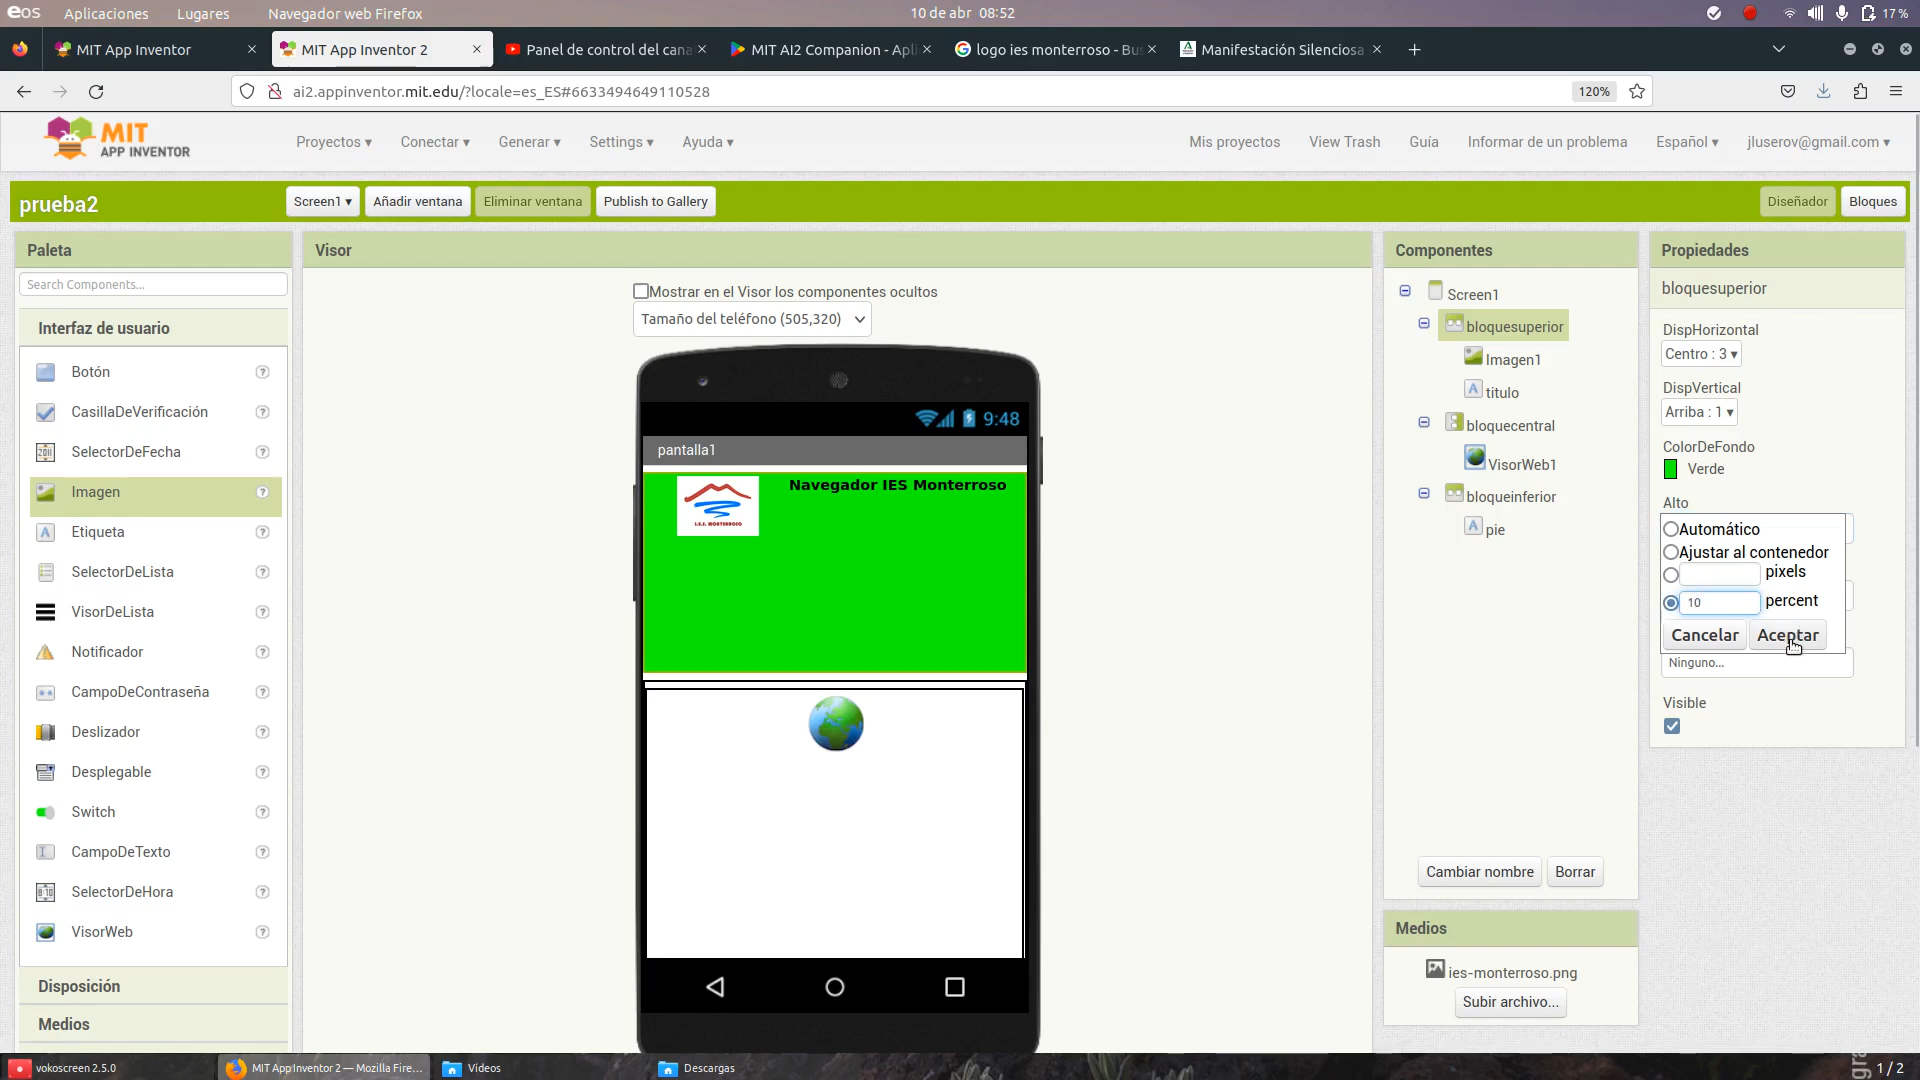 eos Aplicaciones Lugares Navegador web Firefox 10 de abr 08:52 17%
MIT App Inventor
MIT App Inventor 2
Panel de control del cana
MIT AI2 Companion - Apli
logo ies monterroso - Bus
Manifestación Silenciosa
ai2.appinventor.mit.edu/?locale=es_ES#6633494649110528 120%
MIT
APP INVENTOR
Proyectos ▾ Conectar ▾ Generar ▾ Settings ▾ Ayuda ▾ Mis proyectos View Trash Guía Informar de un problema Español ▾ jluserov@gmail.com ▾
prueba2 Screen1 ▾ Añadir ventana Eliminar ventana Publish to Gallery Diseñador Bloques
Paleta
Search Components...
Interfaz de usuario
Botón
CasillaDeVerificación
SelectorDeFecha
Imagen
Etiqueta
SelectorDeLista
VisorDeLista
Notificador
CampoDeContraseña
Deslizador
Desplegable
Switch
CampoDeTexto
SelectorDeHora
VisorWeb
Disposición
Medios
Visor
Mostrar en el Visor los componentes ocultos
Tamaño del teléfono (505,320)
9:48
pantalla1
I.E.S. MONTERROSO
Navegador IES Monterroso
Componentes
Screen1
bloquesuperior
Imagen1
titulo
bloquecentral
VisorWeb1
bloqueinferior
pie
Cambiar nombre Borrar
Medios
ies-monterroso.png
Subir archivo...
Propiedades
bloquesuperior
DispHorizontal
Centro : 3 ▾
DispVertical
Arriba : 1 ▾
ColorDeFondo
Verde
Alto
Automático
Ajustar al contenedor
pixels
10 percent
Cancelar Aceptar
Ninguno...
Visible
vokoscreen 2.5.0
MIT App Inventor 2 — Mozilla Fire...
Vídeos
Descargas
gra
1 / 2